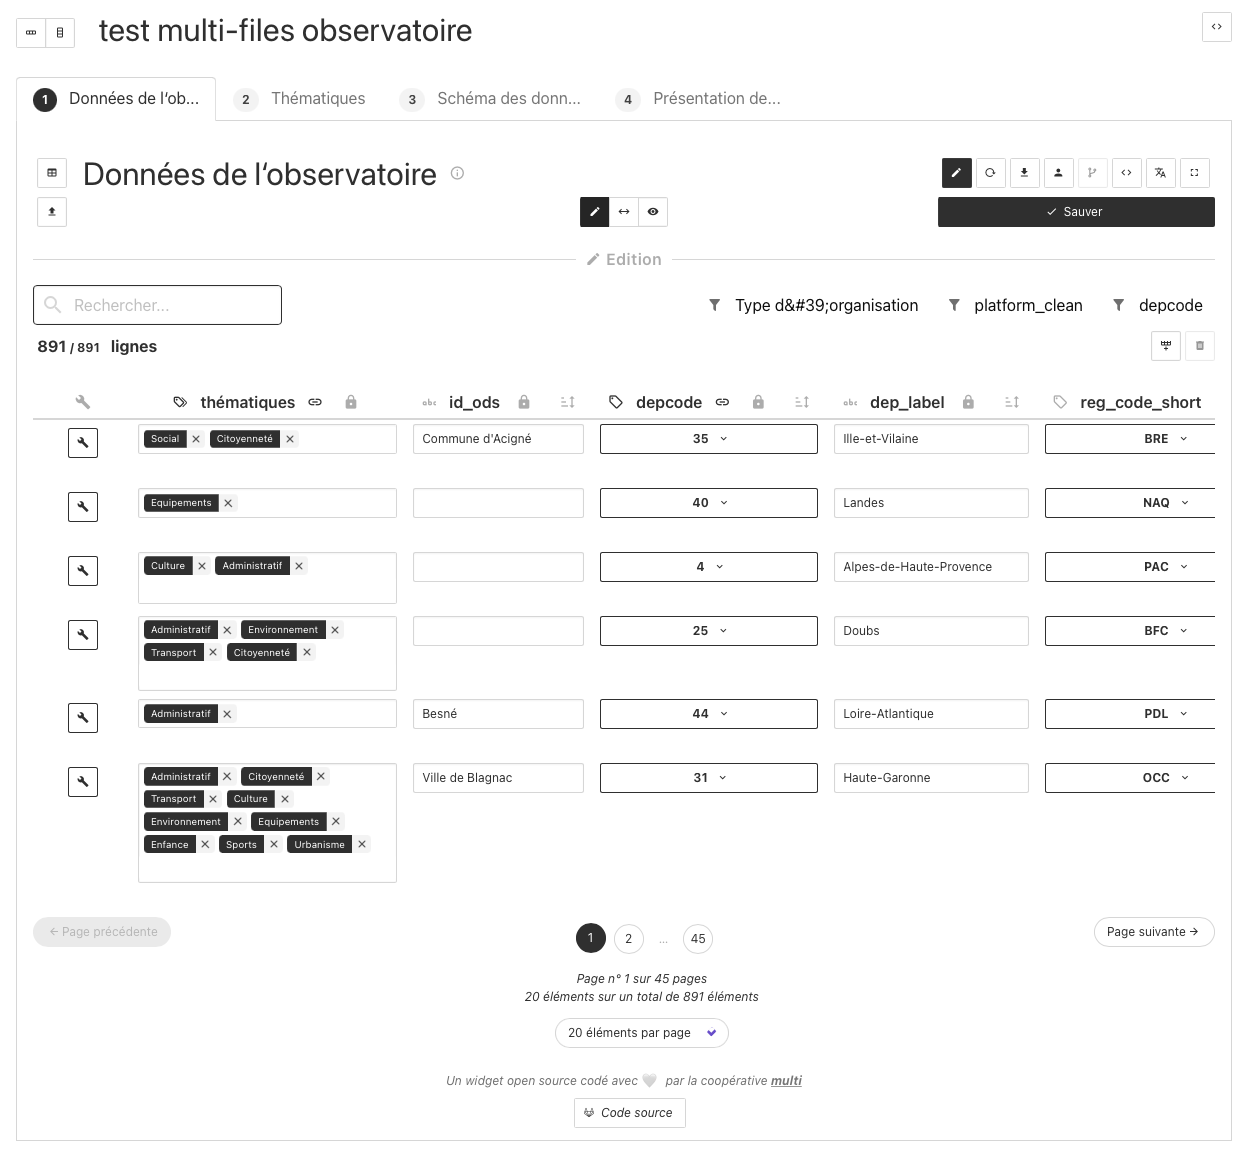 test multi-files observatoire
1 Données de l’ob... 2 Thématiques 3 Schéma des donn... 4 Présentation de...
Données de l’observatoire
Sauver
Edition
Rechercher...
Type d&#39;organisation platform_clean depcode
891 / 891 lignes
thématiques abc id_ods depcode abc dep_label reg_code_short
Social Citoyenneté Commune d'Acigné 35 Ille-et-Vilaine BRE
Equipements 40 Landes NAQ
Culture Administratif 4 Alpes-de-Haute-Provence PAC
Administratif Environnement 25 Doubs BFC
Transport Citoyenneté
Administratif Besné 44 Loire-Atlantique PDL
Administratif Citoyenneté Ville de Blagnac 31 Haute-Garonne OCC
Transport Culture
Environnement Equipements
Enfance Sports Urbanisme
← Page précédente 1 2 ... 45 Page suivante →
Page n° 1 sur 45 pages
20 éléments sur un total de 891 éléments
20 éléments par page
Un widget open source codé avec 🤍 par la coopérative multi
Code source